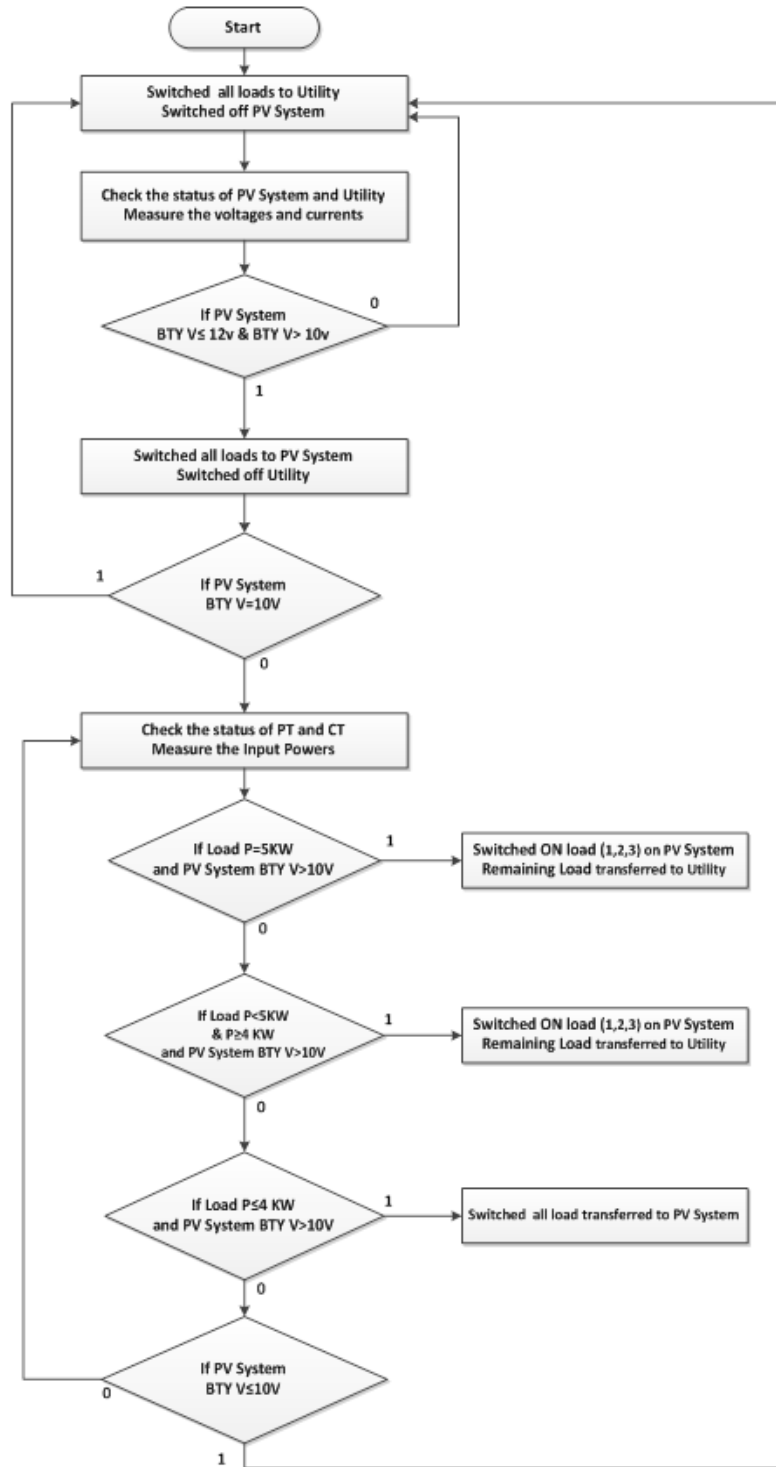 Start
Switched all loads to Utility
Switched off PV System
Check the status of PV System and Utility
Measure the voltages and currents
If PV System
BTY V≤ 12v & BTY V> 10v
0
1
Switched all loads to PV System
Switched off Utility
If PV System
BTY V=10V
1
0
Check the status of PT and CT
Measure the Input Powers
If Load P=5KW
and PV System BTY V>10V
1
Switched ON load (1,2,3) on PV System
Remaining Load transferred to Utility
0
If Load P<5KW
& P≥4 KW
and PV System BTY V>10V
1
Switched ON load (1,2,3) on PV System
Remaining Load transferred to Utility
0
If Load P≤4 KW
and PV System BTY V>10V
1
Switched all load transferred to PV System
0
If PV System
BTY V≤10V
0
1